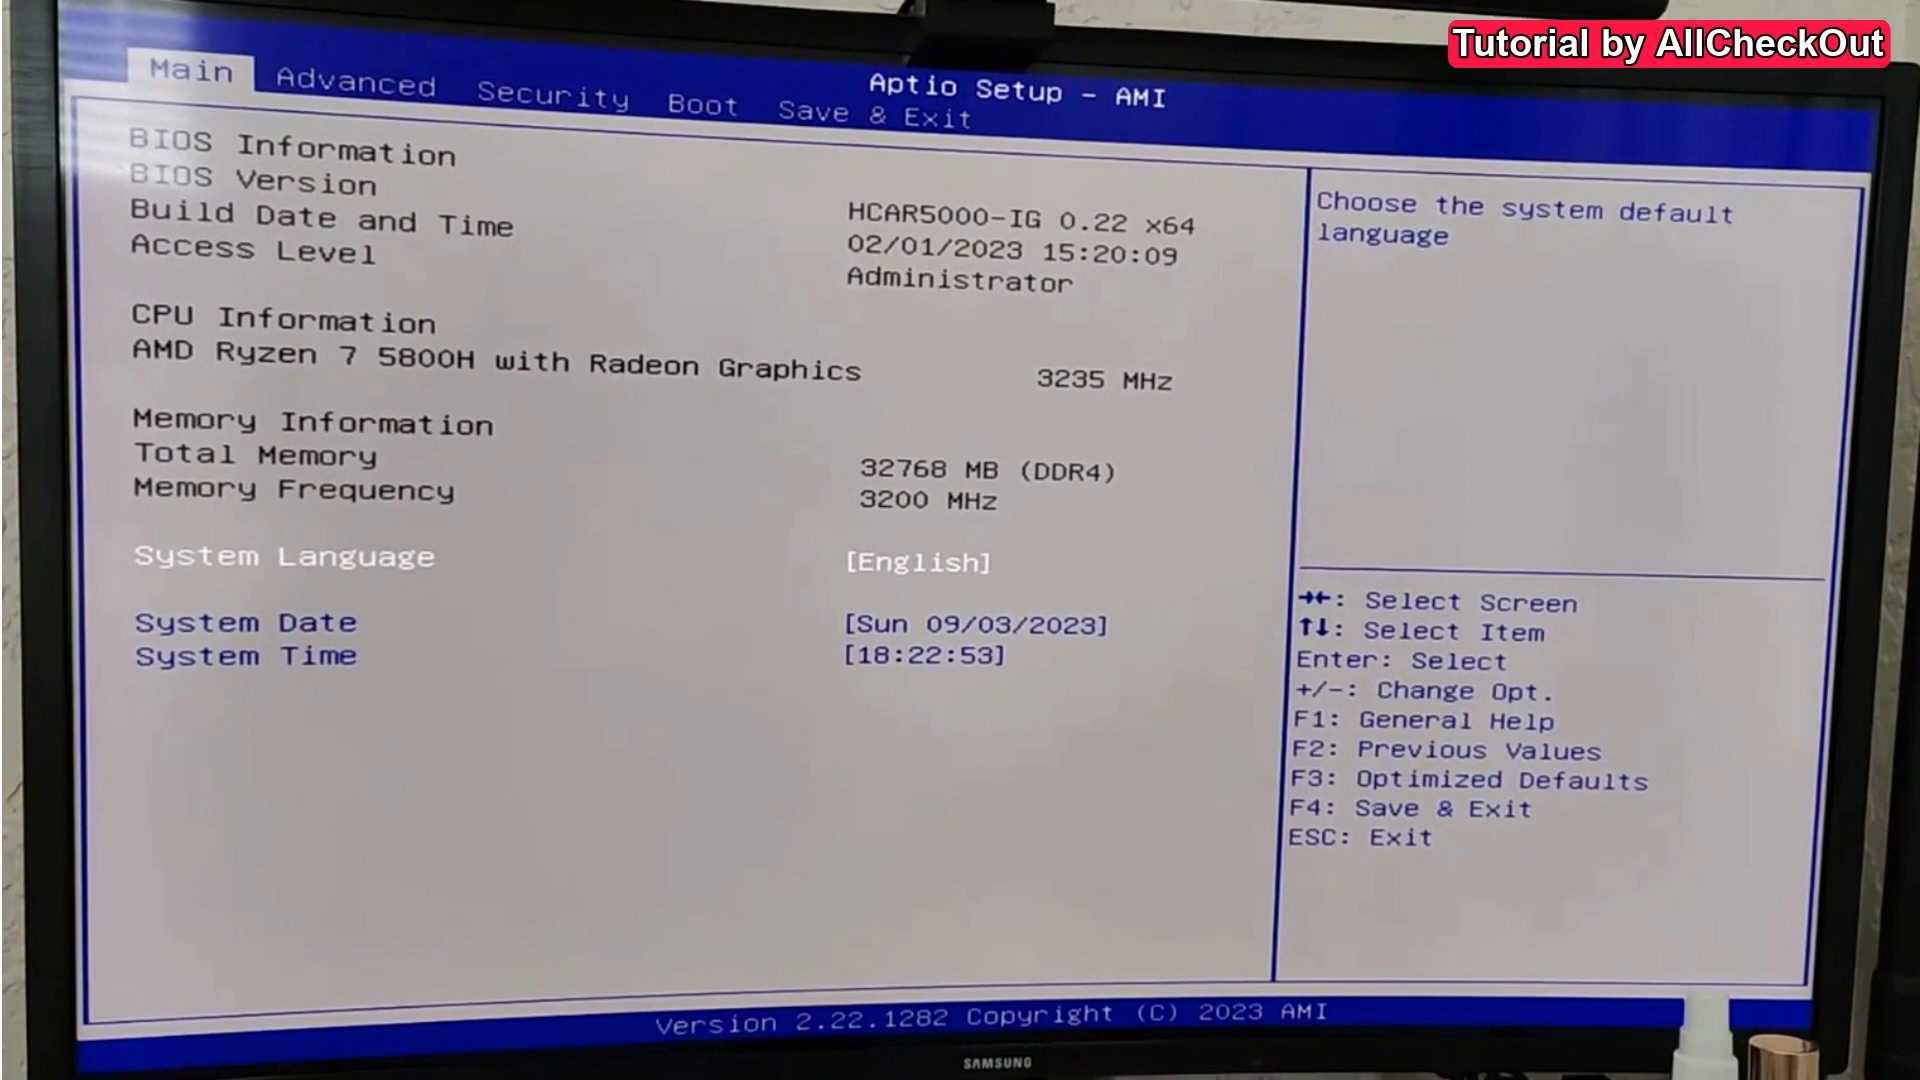 Tutorial by AllCheckOut
Aptio Setup - AMI
Main Advanced Security Boot Save & Exit
BIOS Information
BIOS Version HCAR5000-IG 0.22 x64
Build Date and Time 02/01/2023 15:20:09
Access Level Administrator
CPU Information
AMD Ryzen 7 5800H with Radeon Graphics 3235 MHz
Memory Information
Total Memory 32768 MB (DDR4)
Memory Frequency 3200 MHz
System Language [English]
System Date [Sun 09/03/2023]
System Time [18:22:53]
Choose the system default
language
→←: Select Screen
↑↓: Select Item
Enter: Select
+/-: Change Opt.
F1: General Help
F2: Previous Values
F3: Optimized Defaults
F4: Save & Exit
ESC: Exit
Version 2.22.1282 Copyright (C) 2023 AMI
SAMSUNG